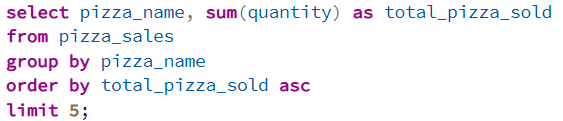 select pizza_name, sum(quantity) as total_pizza_sold
from pizza_sales
group by pizza_name
order by total_pizza_sold asc
limit 5;